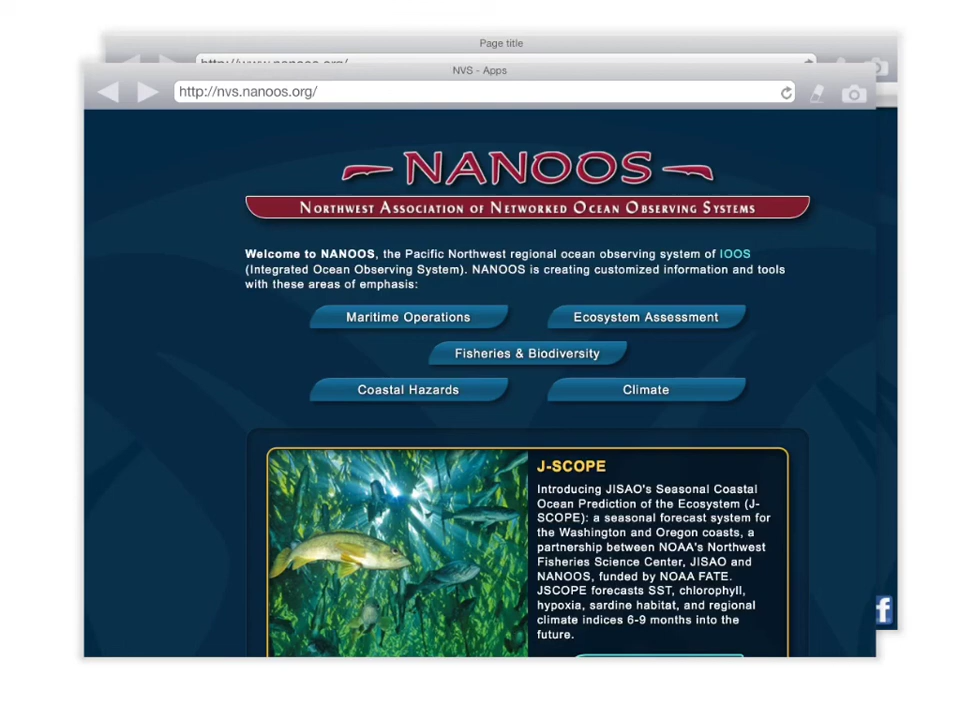 Page title
http://www.nanoos.org/
NVS - Apps
http://nvs.nanoos.org/
NANOOS
NORTHWEST ASSOCIATION OF NETWORKED OCEAN OBSERVING SYSTEMS
Welcome to NANOOS, the Pacific Northwest regional ocean observing system of IOOS
(Integrated Ocean Observing System). NANOOS is creating customized information and tools
with these areas of emphasis:
Maritime Operations
Ecosystem Assessment
Fisheries & Biodiversity
Coastal Hazards
Climate
J-SCOPE
Introducing JISAO's Seasonal Coastal
Ocean Prediction of the Ecosystem (J-
SCOPE): a seasonal forecast system for
the Washington and Oregon coasts, a
partnership between NOAA's Northwest
Fisheries Science Center, JISAO and
NANOOS, funded by NOAA FATE.
JSCOPE forecasts SST, chlorophyll,
hypoxia, sardine habitat, and regional
climate indices 6-9 months into the
future.
f